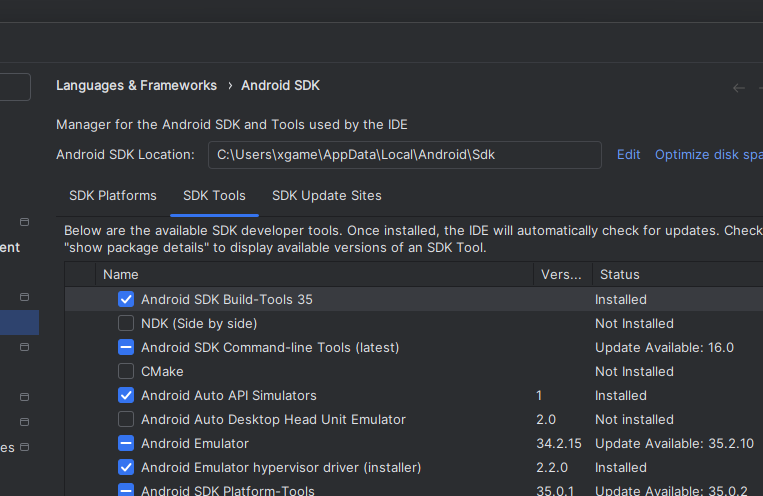 Languages & Frameworks › Android SDK
Manager for the Android SDK and Tools used by the IDE
Android SDK Location: C:\Users\xgame\AppData\Local\Android\Sdk Edit Optimize disk spa
SDK Platforms SDK Tools SDK Update Sites
Below are the available SDK developer tools. Once installed, the IDE will automatically check for updates. Check
"show package details" to display available versions of an SDK Tool.
ent
Name Vers... Status
Android SDK Build-Tools 35 Installed
NDK (Side by side) Not Installed
Android SDK Command-line Tools (latest) Update Available: 16.0
CMake Not Installed
Android Auto API Simulators 1 Installed
Android Auto Desktop Head Unit Emulator 2.0 Not installed
Android Emulator 34.2.15 Update Available: 35.2.10
es
Android Emulator hypervisor driver (installer) 2.2.0 Installed
Android SDK Platform-Tools 35.0.1 Update Available: 35.0.2